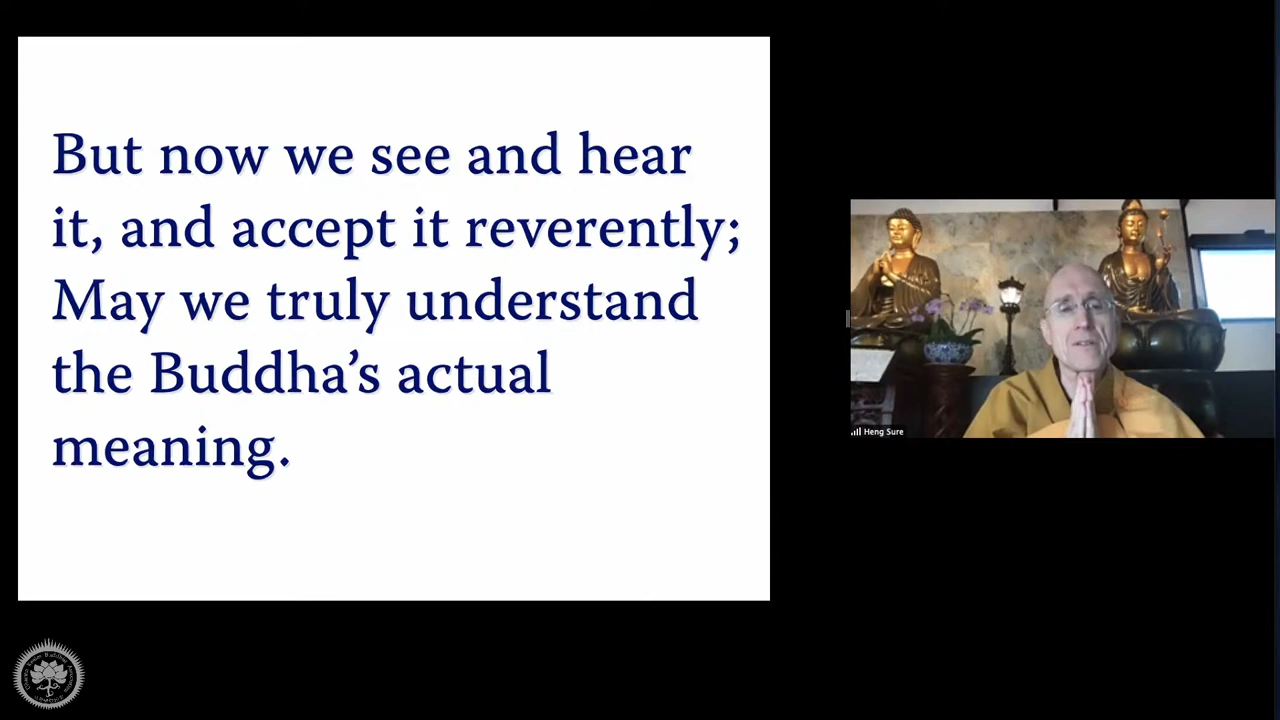 But now we see and hear
it, and accept it reverently;
May we truly understand
the Buddha’s actual
meaning.
Heng Sure